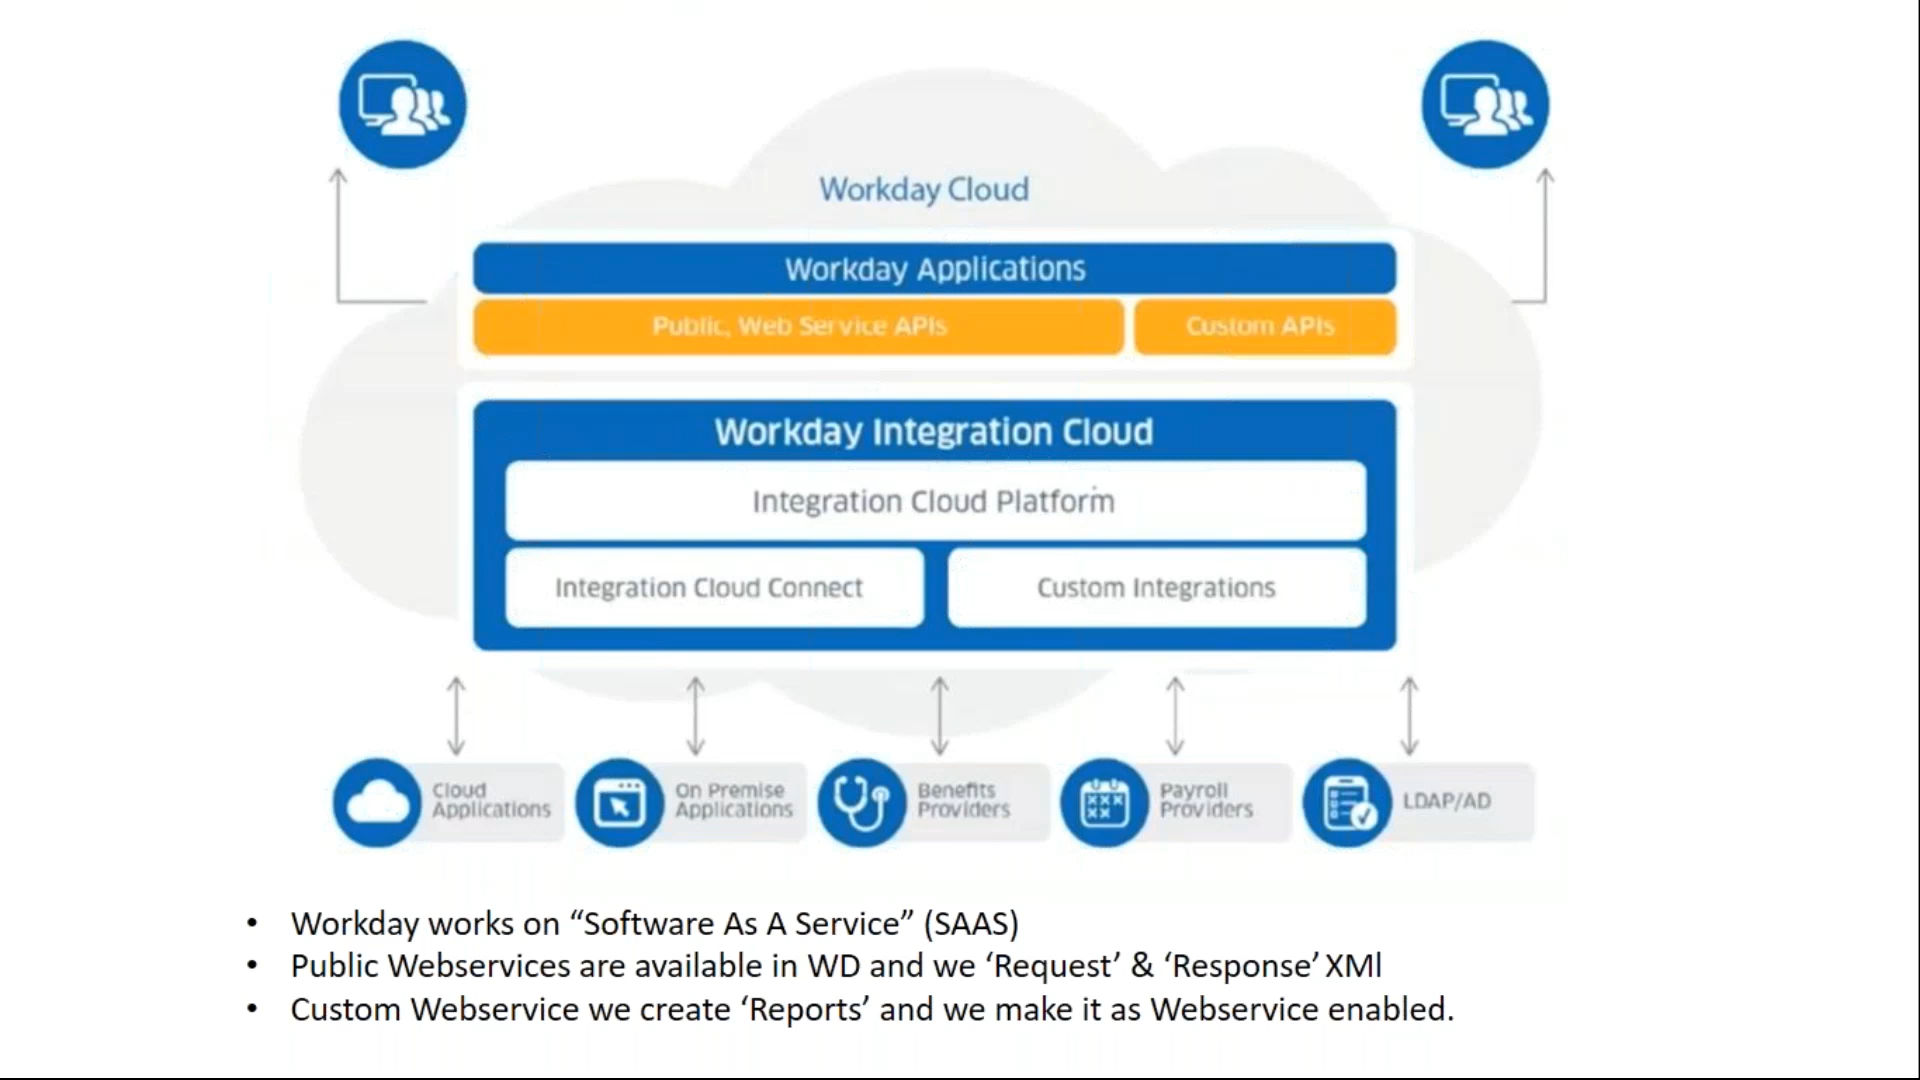 Workday Cloud
Workday Applications
Public, Web Service APIs
Custom APIs
Workday Integration Cloud
Integration Cloud Platform
Integration Cloud Connect
Custom Integrations
Cloud
Applications
On Premise
Applications
Benefits
Providers
Payroll
Providers
LDAP/AD
• Workday works on “Software As A Service” (SAAS)
• Public Webservices are available in WD and we ‘Request’ & ‘Response’ XMl
• Custom Webservice we create ‘Reports’ and we make it as Webservice enabled.